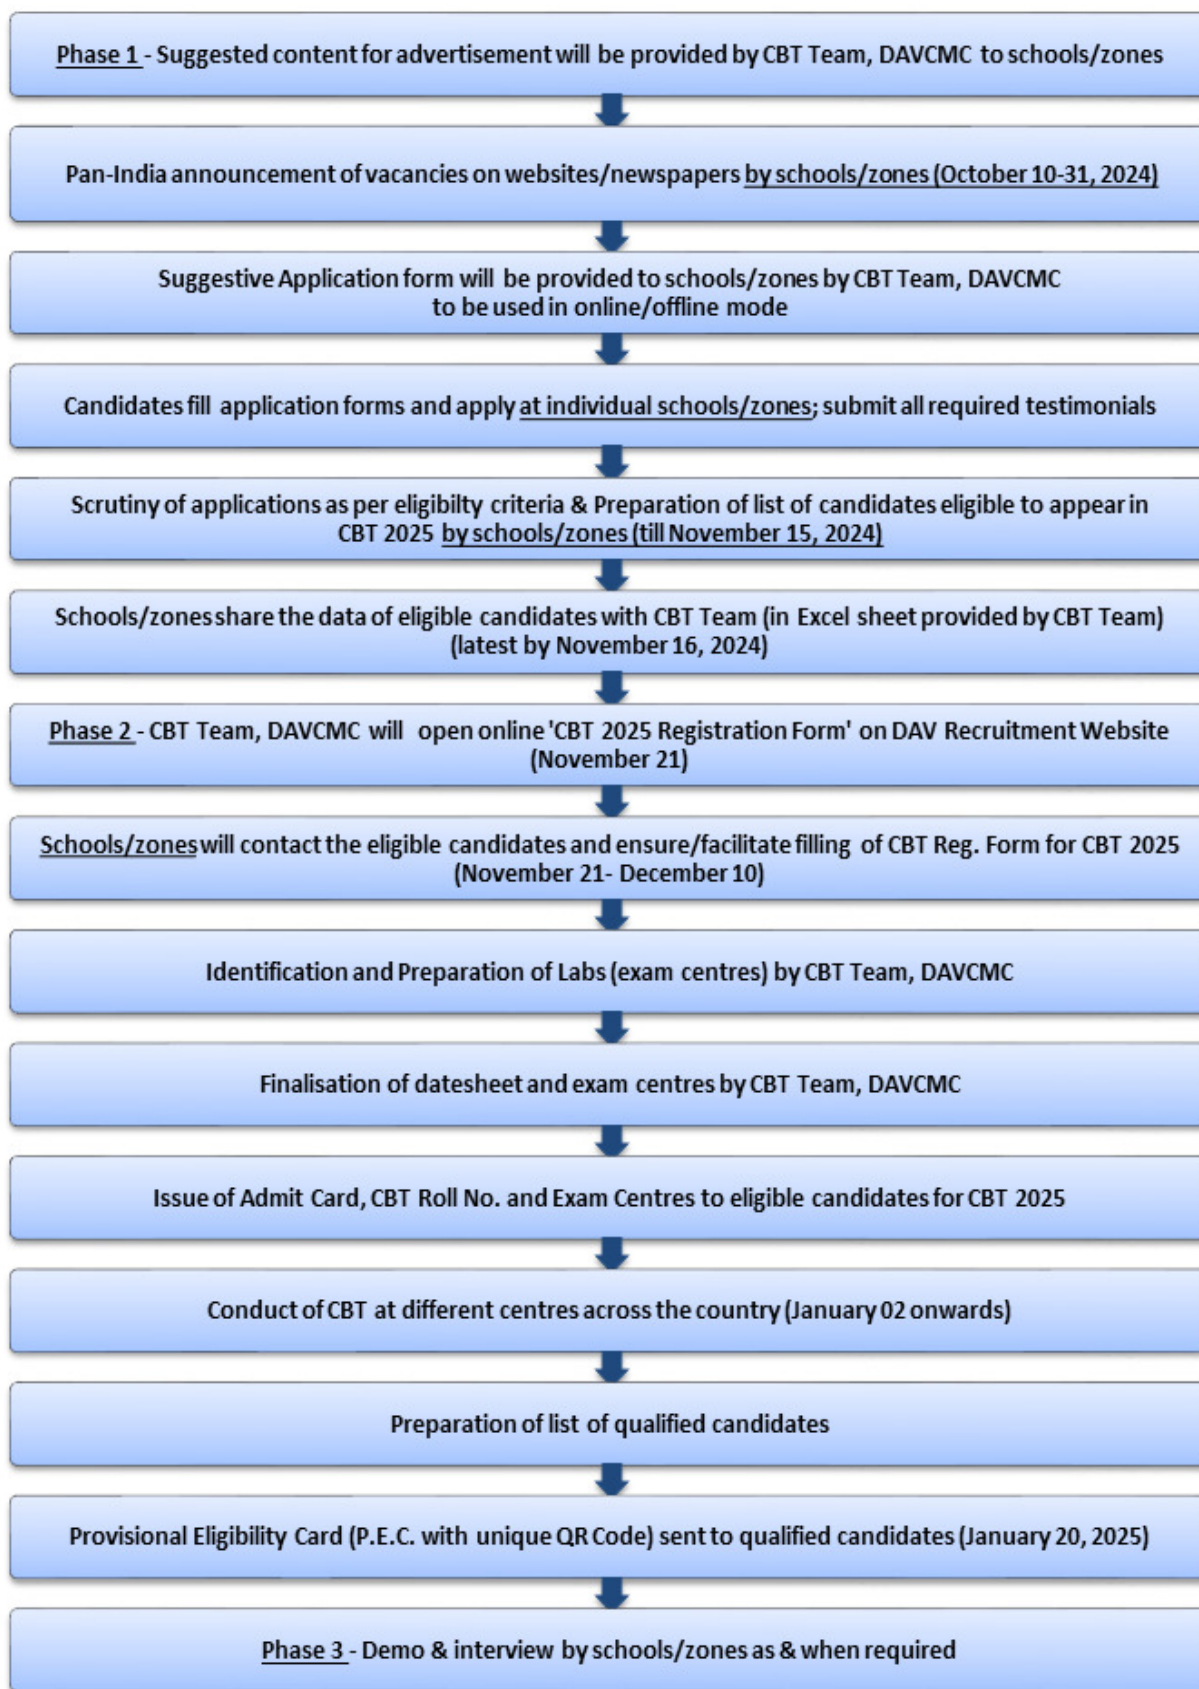 Phase 1 - Suggested content for advertisement will be provided by CBT Team, DAVCMC to schools/zones
Pan-India announcement of vacancies on websites/newspapers by schools/zones (October 10-31, 2024)
Suggestive Application form will be provided to schools/zones by CBT Team, DAVCMC
to be used in online/offline mode
Candidates fill application forms and apply at individual schools/zones; submit all required testimonials
Scrutiny of applications as per eligibilty criteria & Preparation of list of candidates eligible to appear in
CBT 2025 by schools/zones (till November 15, 2024)
Schools/zones share the data of eligible candidates with CBT Team (in Excel sheet provided by CBT Team)
(latest by November 16, 2024)
Phase 2 - CBT Team, DAVCMC will open online 'CBT 2025 Registration Form' on DAV Recruitment Website
(November 21)
Schools/zones will contact the eligible candidates and ensure/facilitate filling of CBT Reg. Form for CBT 2025
(November 21- December 10)
Identification and Preparation of Labs (exam centres) by CBT Team, DAVCMC
Finalisation of datesheet and exam centres by CBT Team, DAVCMC
Issue of Admit Card, CBT Roll No. and Exam Centres to eligible candidates for CBT 2025
Conduct of CBT at different centres across the country (January 02 onwards)
Preparation of list of qualified candidates
Provisional Eligibility Card (P.E.C. with unique QR Code) sent to qualified candidates (January 20, 2025)
Phase 3 - Demo & interview by schools/zones as & when required